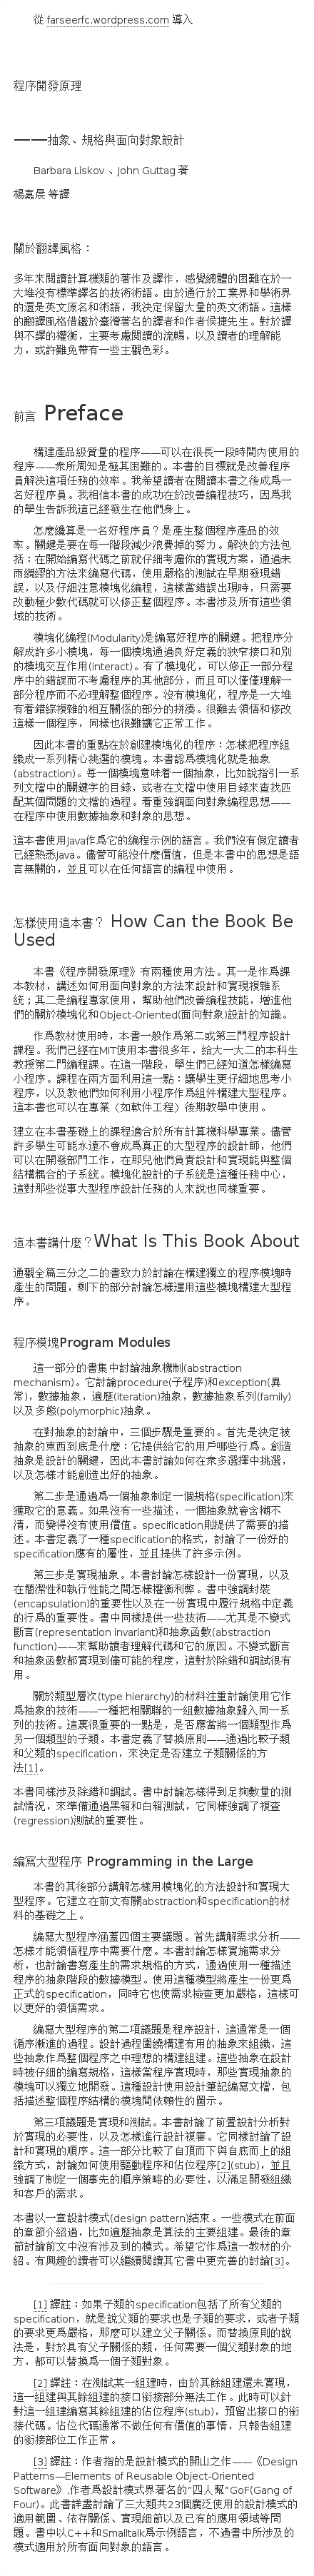 從 farseerfc.wordpress.com 導入
程序開發原理
——抽象、規格與面向對象設計
Barbara Liskov 、John Guttag 著
楊嘉晨 等譯
關於翻譯風格：
多年來閱讀計算機類的著作及譯作，感覺總體的困難在於一
大堆沒有標準譯名的技術術語。由於通行於工業界和學術界
的還是英文原名和術語，我決定保留大量的英文術語。這樣
的翻譯風格借鑑於臺灣著名的譯者和作者侯捷先生。對於譯
與不譯的權衡，主要考慮閱讀的流暢，以及讀者的理解能
力，或許難免帶有一些主觀色彩。
前言 Preface
構建產品级質量的程序——可以在很長一段時間內使用的
程序——衆所周知是極其困難的。本書的目標就是改善程序
員解決這項任務的效率。我希望讀者在閱讀本書之後成爲一
名好程序員。我相信本書的成功在於改善編程技巧，因爲我
的學生告訴我這已經發生在他們身上。
怎麼纔算是一名好程序員？是產生整個程序產品的效
率。關鍵是要在每一階段減少浪費掉的努力。解決的方法包
括：在開始編寫代碼之前就仔細考慮你的實現方案，通過未
雨綢繆的方法來編寫代碼，使用嚴格的測試在早期發現錯
誤，以及仔細注意模塊化編程，這樣當錯誤出現時，只需要
改動極少數代碼就可以修正整個程序。本書涉及所有這些領
域的技術。
模塊化編程(Modularity)是編寫好程序的關鍵。把程序分
解成許多小模塊，每一個模塊通過良好定義的狹窄接口和別
的模塊交互作用(interact)。有了模塊化，可以修正一部分程
序中的錯誤而不考慮程序的其他部分，而且可以僅僅理解一
部分程序而不必理解整個程序。沒有模塊化，程序是一大堆
有着錯綜複雜的相互關係的部分的拼湊。很難去領悟和修改
這樣一個程序，同樣也很難讓它正常工作。
因此本書的重點在於創建模塊化的程序：怎樣把程序組
織成一系列精心挑選的模塊。本書認爲模塊化就是抽象
(abstraction)。每一個模塊意味着一個抽象，比如說指引一系
列文檔中的關鍵字的目錄，或者在文檔中使用目錄來查找匹
配某個問題的文檔的過程。着重強調面向對象編程思想——
在程序中使用數據抽象和對象的思想。
這本書使用Java作爲它的編程示例的語言。我們沒有假定讀者
己經熟悉Java。儘管可能沒什麼價值，但是本書中的思想是語
言無關的，並且可以在任何語言的編程中使用。
怎樣使用這本書？ How Can the Book Be
Used
本書《程序開發原理》有兩種使用方法。其一是作爲課
本教材，講述如何用面向對象的方法來設計和實現複雜系
統；其二是編程專家使用，幫助他們改善編程技能，增進他
們的關於模塊化和Object-Oriented(面向對象)設計的知識。
作爲教材使用時，本書一般作爲第二或第三門程序設計
課程。我們已經在MIT使用本書很多年，給大一大二的本科生
教授第二門編程課。在這一階段，學生們已經知道怎樣編寫
小程序。課程在兩方面利用這一點：讓學生更仔細地思考小
程序，以及教他們如何利用小程序作爲組件構建大型程序。
這本書也可以在專業（如軟件工程）後期教學中使用。
建立在本書基礎上的課程適合於所有計算機科學專業。儘管
許多學生可能永遠不會成爲真正的大型程序的設計師，他們
可以在開發部門工作，在那兒他們負責設計和實現能與整個
結構耦合的子系統。模塊化設計的子系統是這種任務中心，
這對那些從事大型程序設計任務的人來說也同樣重要。
這本書講什麼？What Is This Book About
通觀全篇三分之二的書致力於討論在構建獨立的程序模塊時
產生的問題，剩下的部分討論怎樣運用這些模塊構建大型程
序。
程序模塊Program Modules
這一部分的書集中討論抽象機制(abstraction
mechanism)。它討論procedure(子程序)和exception(異
常)，數據抽象，遍歷(iteration)抽象，數據抽象系列(family)
以及多態(polymorphic)抽象。
在對抽象的討論中，三個步驟是重要的。首先是決定被
抽象的東西到底是什麼：它提供給它的用戶哪些行爲。創造
抽象是設計的關鍵，因此本書討論如何在衆多選擇中挑選，
以及怎樣才能創造出好的抽象。
第二步是通過爲一個抽象制定一個規格(specification)來
獲取它的意義。如果沒有一些描述，一個抽象就會含糊不
清，而變得沒有使用價值。specification則提供了需要的描
述。本書定義了一種specification的格式，討論了一份好的
specification應有的屬性，並且提供了許多示例。
第三步是實現抽象。本書討論怎樣設計一份實現，以及
在簡潔性和執行性能之間怎樣權衡利弊。書中強調封裝
(encapsulation)的重要性以及在一份實現中履行規格中定義
的行爲的重要性。書中同樣提供一些技術——尤其是不變式
斷言(representation invariant)和抽象函數(abstraction
function)——來幫助讀者理解代碼和它的原因。不變式斷言
和抽象函數都實現到儘可能的程度，這對於除錯和調試很有
用。
關於類型層次(type hierarchy)的材料注重討論使用它作
爲抽象的技術——一種把相關聯的一組數據抽象歸入同一系
列的技術。這裏很重要的一點是，是否應當將一個類型作爲
另一個類型的子類。本書定義了替換原則——通過比較子類
和父類的specification，來決定是否建立子類關係的方
法[1]。
本書同樣涉及除錯和調試。書中討論怎樣得到足夠數量的測
試情況，來準備通過黑箱和白箱測試，它同樣強調了複查
(regression)測試的重要性。
編寫大型程序 Programming in the Large
本書的其後部分講解怎樣用模塊化的方法設計和實現大
型程序。它建立在前文有關abstraction和specification的材
料的基礎之上。
編寫大型程序涵蓋四個主要議題。首先講解需求分析——
怎樣才能領悟程序中需要什麼。本書討論怎樣實施需求分
析，也討論書寫產生的需求規格的方式，通過使用一種描述
程序的抽象階段的數據模型。使用這種模型將產生一份更爲
正式的specification，同時它也使需求檢查更加嚴格，這樣可
以更好的領悟需求。
編寫大型程序的第二項議題是程序設計，這通常是一個
循序漸進的過程。設計過程圍繞構建有用的抽象來組織，這
些抽象作爲整個程序之中理想的構建組建。這些抽象在設計
時被仔細的編寫規格，這樣當程序實現時，那些實現抽象的
模塊可以獨立地開發。這種設計使用設計筆記編寫文檔，包
括描述整個程序結構的模塊間依賴性的圖示。
第三項議題是實現和測試。本書討論了前置設計分析對
於實現的必要性，以及怎樣進行設計複審。它同樣討論了設
計和實現的順序。這一部分比較了自頂而下與自底而上的組
織方式，討論如何使用驅動程序和佔位程序[2](stub)，並且
強調了制定一個事先的順序策略的必要性，以滿足開發組織
和客戶的需求。
本書以一章設計模式(design pattern)結束。一些模式在前面
的章節介紹過，比如遍歷抽象是算法的主要組建。最後的章
節討論前文中沒有涉及到的模式。希望它作爲這一教材的介
紹。有興趣的讀者可以繼續閱讀其它書中更完善的討論[3]。
[1] 譯註：如果子類的specification包括了所有父類的
specification，就是說父類的要求也是子類的要求，或者子類
的要求更爲嚴格，那麼可以建立父子關係。而替換原則的說
法是，對於具有父子關係的類，任何需要一個父類對象的地
方，都可以替換爲一個子類對象。
[2] 譯註：在測試某一組建時，由於其餘組建還未實現，
這一組建與其餘組建的接口銜接部分無法工作。此時可以針
對這一組建編寫其餘組建的佔位程序(stub)，預留出接口的銜
接代碼。佔位代碼通常不做任何有價值的事情，只報告組建
的銜接部位工作正常。
[3] 譯註：作者指的是設計模式的開山之作——《Design
Patterns—Elements of Reusable Object-Oriented
Software》,作者爲設計模式界著名的“四人幫”GoF(Gang of
Four)。此書詳盡討論了三大類共23個廣泛使用的設計模式的
適用範圍、依存關係、實現細節以及已有的應用領域等問
題。書中以C++和Smalltalk爲示例語言，不過書中所涉及的
模式適用於所有面向對象的語言。